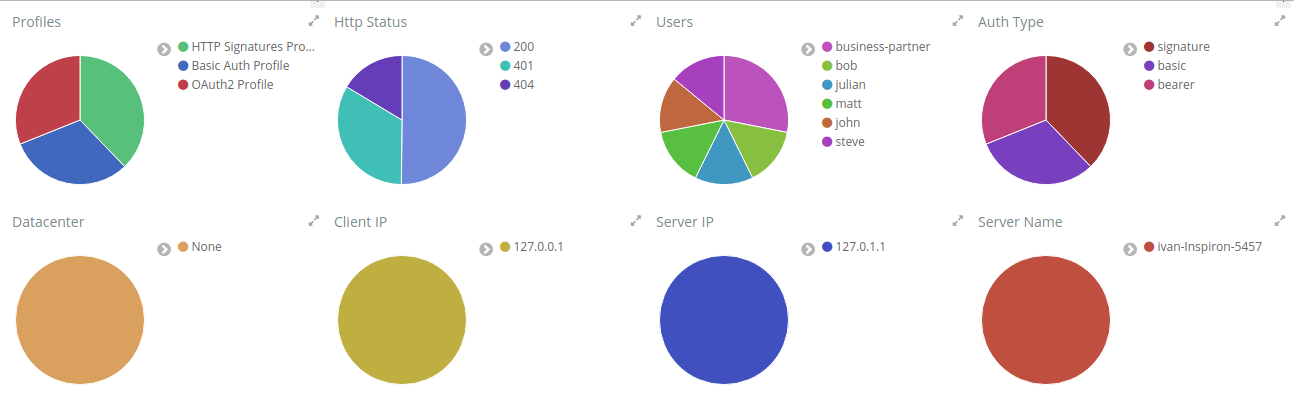 Profiles
HTTP Signatures Pro...
Basic Auth Profile
OAuth2 Profile
Http Status
200
401
404
Users
business-partner
bob
julian
matt
john
steve
Auth Type
signature
basic
bearer
Datacenter
None
Client IP
127.0.0.1
Server IP
127.0.1.1
Server Name
ivan-Inspiron-5457